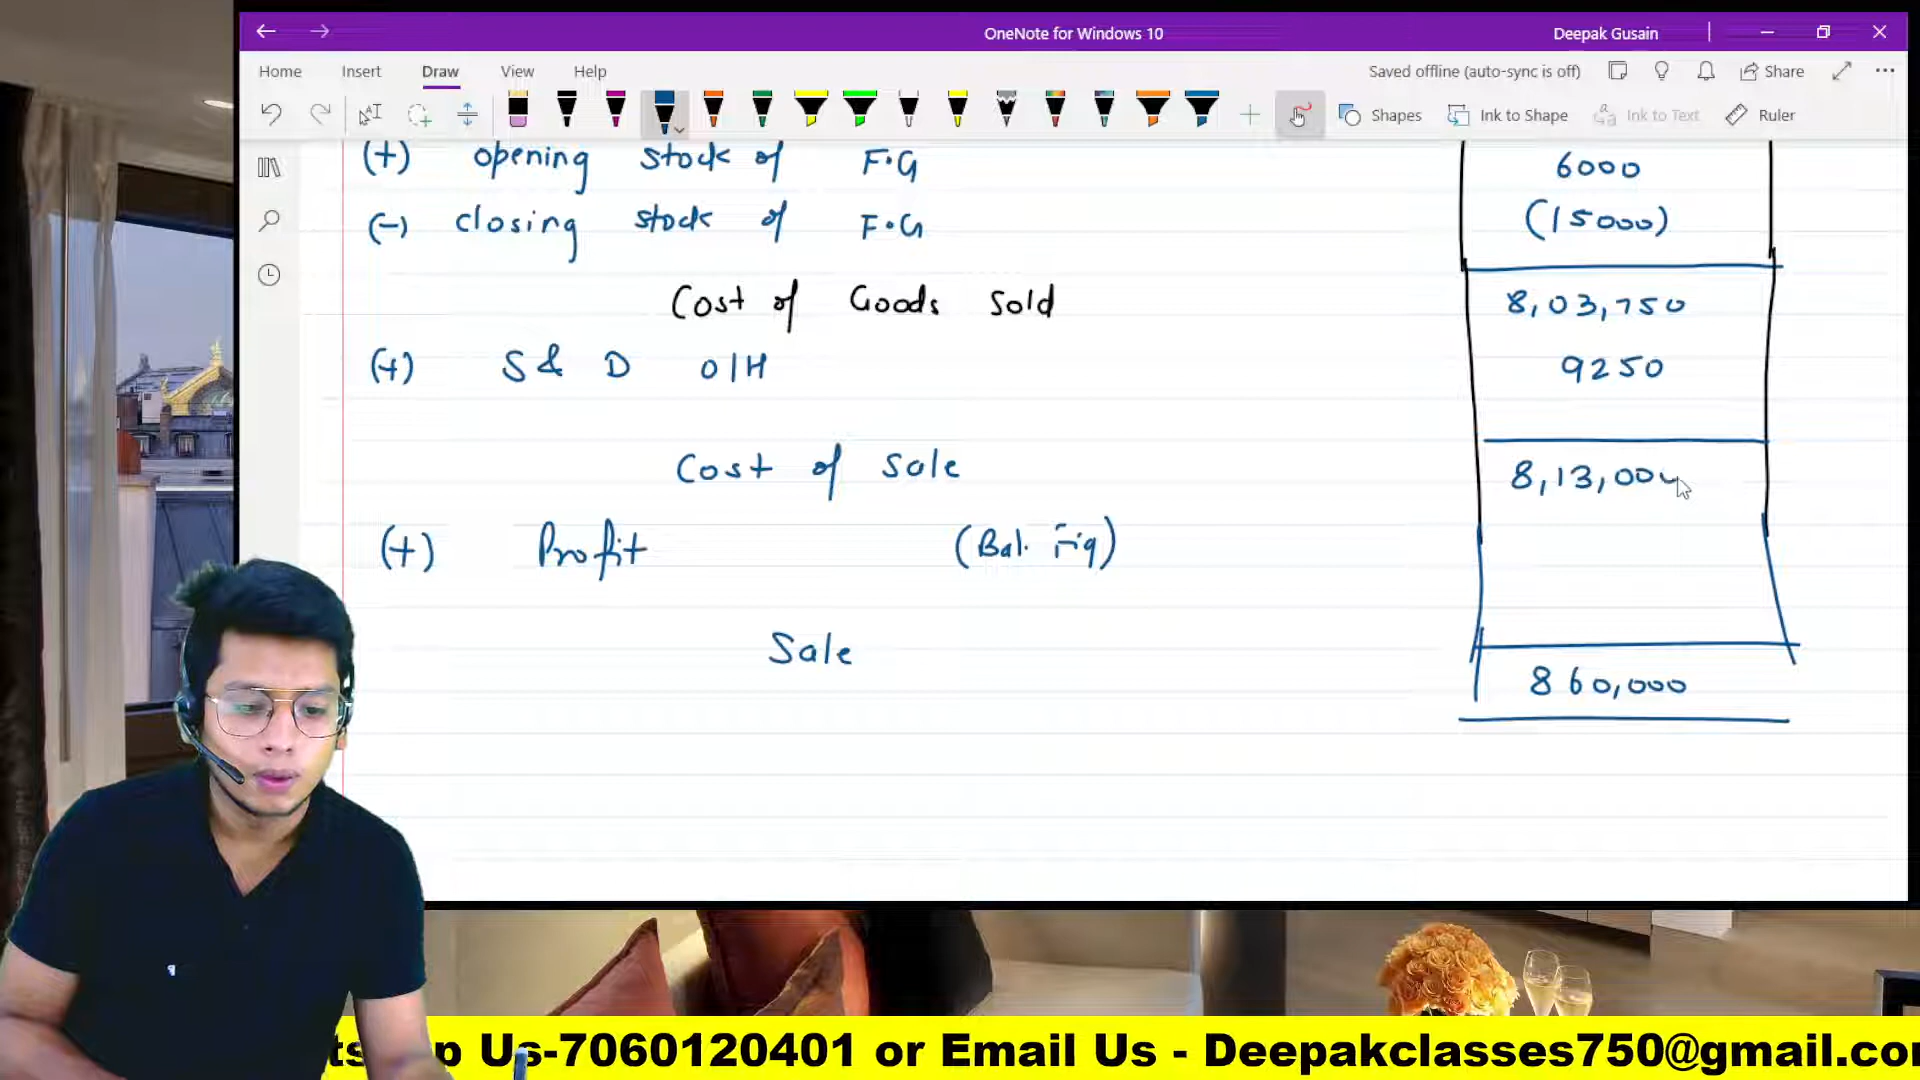 OneNote for Windows 10 Deepak Gusain
Home Insert Draw View Help Saved offline (auto-sync is off) Share
Shapes Ink to Shape Ink to Text Ruler
(+) opening stock of F.G 6000
(-) closing stock of F.G (15000)
Cost of Goods Sold 8,03,750
(+) S & D O/H 9250
Cost of Sale 8,13,000
(+) Profit (Bal. Fig)
Sale 860,000
p Us-7060120401 or Email Us - Deepakclasses750@gmail.co